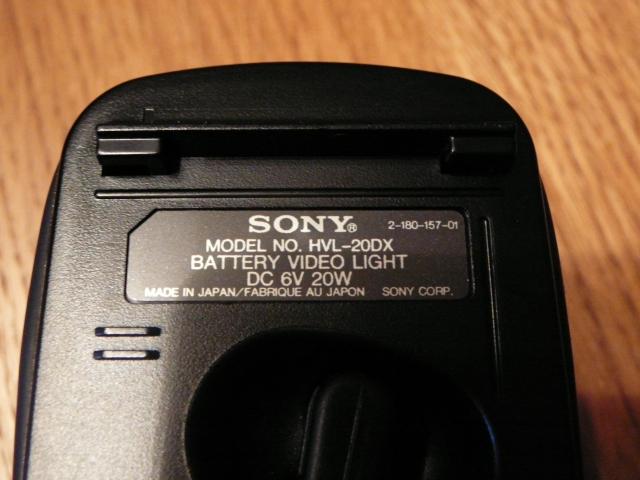 SONY® 2-180-157-01
MODEL NO. HVL-20DX
BATTERY VIDEO LIGHT
DC 6V 20W
MADE IN JAPAN/FABRIQUE AU JAPON SONY CORP.